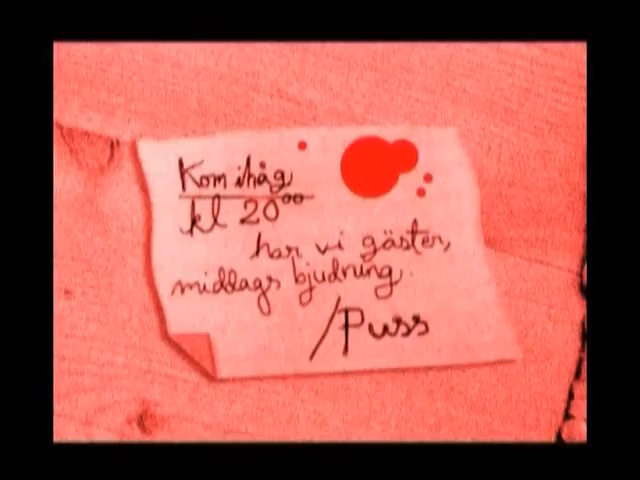 Kom ihåg
kl 20⁰⁰
har vi gäster,
middags bjudning.
/Puss